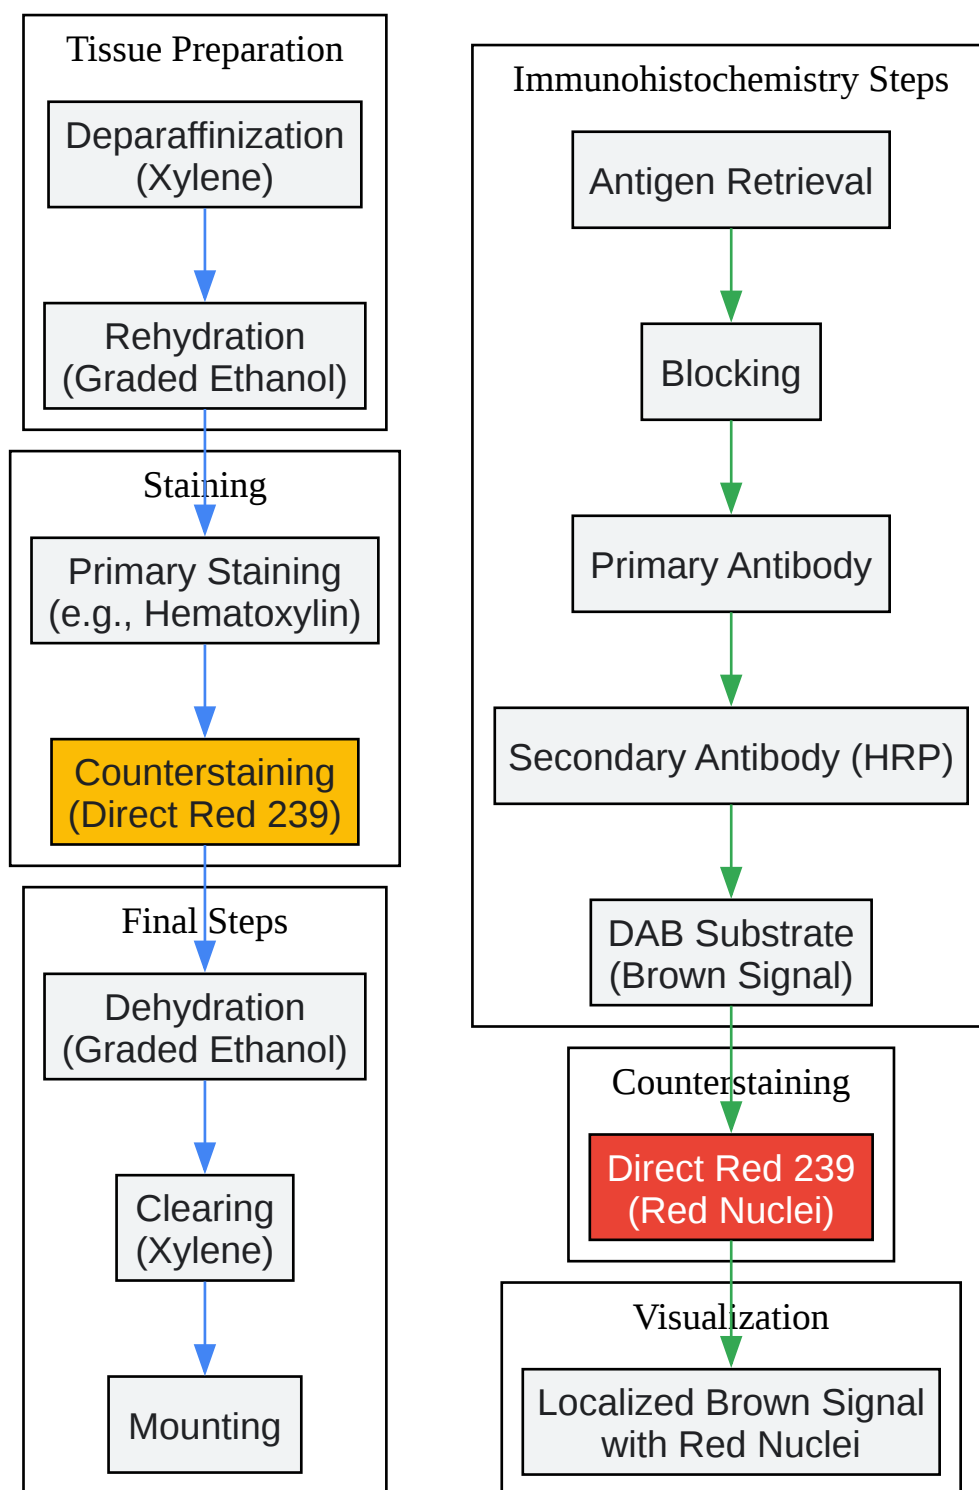 Tissue Preparation
Deparaffinization
(Xylene)
Rehydration
(Graded Ethanol)
Staining
Primary Staining
(e.g., Hematoxylin)
Counterstaining
(Direct Red 239)
Final Steps
Dehydration
(Graded Ethanol)
Clearing
(Xylene)
Mounting
Immunohistochemistry Steps
Antigen Retrieval
Blocking
Primary Antibody
Secondary Antibody (HRP)
DAB Substrate
(Brown Signal)
Counterstaining
Direct Red 239
(Red Nuclei)
Visualization
Localized Brown Signal
with Red Nuclei